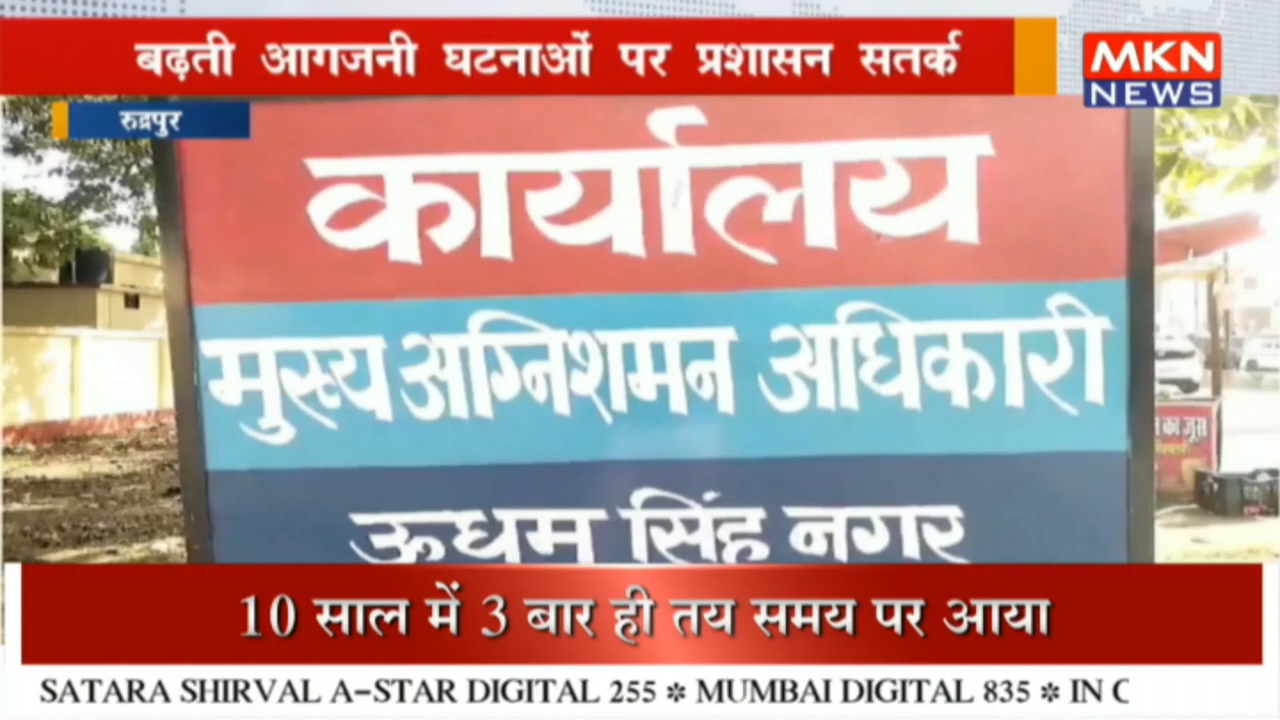 बढ़ती आगजनी घटनाओं पर प्रशासन सतर्क
MKN
NEWS
रुद्रपुर
कार्यालय
मुख्य अग्निशमन अधिकारी
ऊधम सिंह नगर
का जूस
10 साल में 3 बार ही तय समय पर आया
SATARA SHIRVAL A-STAR DIGITAL 255 * MUMBAI DIGITAL 835 * IN